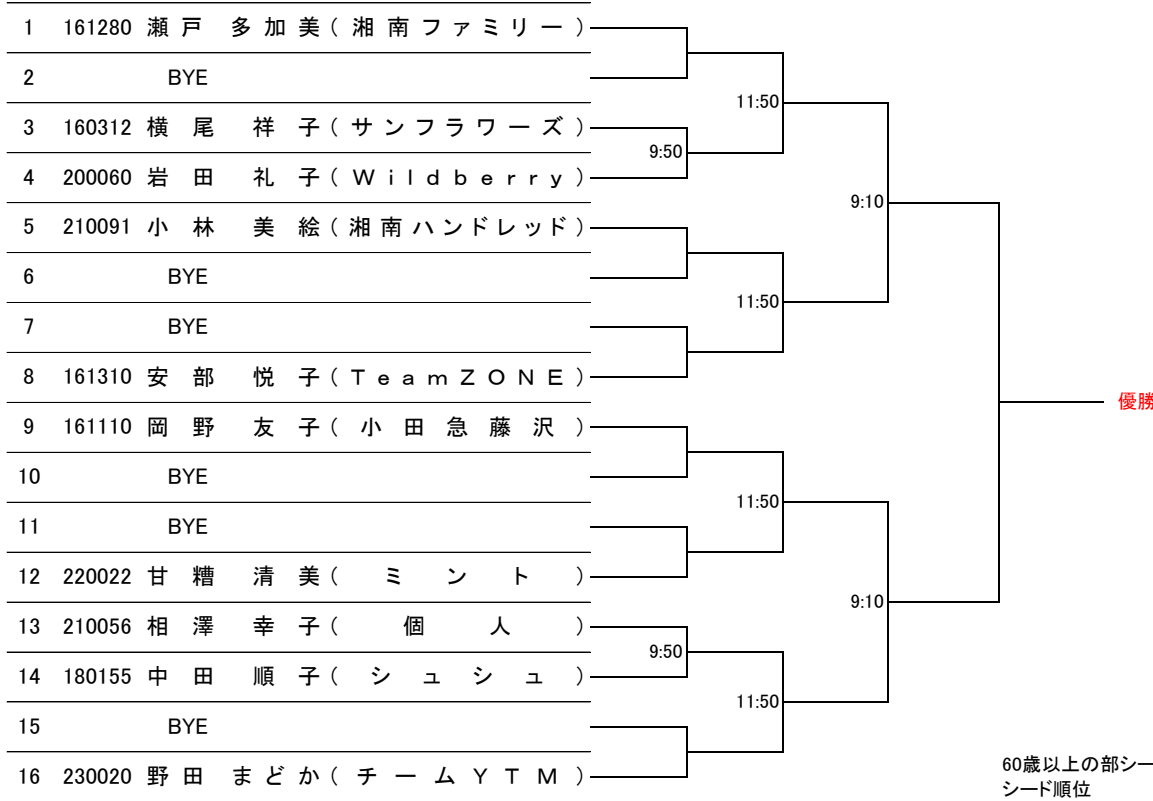 1 161280 瀬戸 多加美(湘南ファミリー)
2 BYE
11:50
3 160312 横尾 祥子(サンフラワーズ)
9:50
4 200060 岩田 礼子(Wildberry)
9:10
5 210091 小林 美絵(湘南ハンドレッド)
6 BYE
11:50
7 BYE
8 161310 安部 悦子(TeamZONE)
優勝
9 161110 岡野 友子(小田急藤沢)
10 BYE
11:50
11 BYE
12 220022 甘糟 清美(ミント)
9:10
13 210056 相澤 幸子(個人)
9:50
14 180155 中田 順子(シュシュ)
11:50
15 BYE
16 230020 野田 まどか(チームYTM)
60歳以上の部シー
シード順位